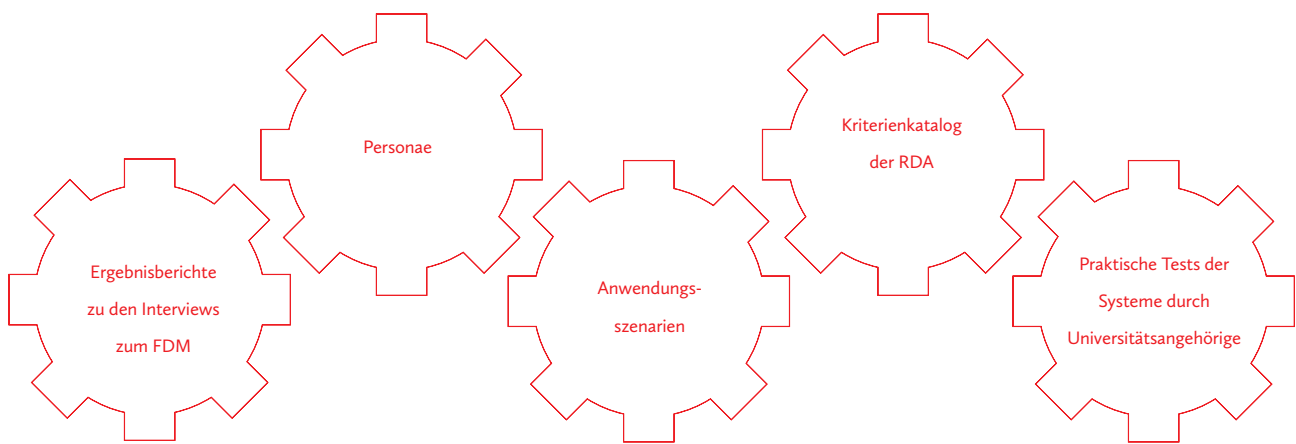 Ergebnisberichte
zu den Interviews
zum FDM
Personae
Anwendungs-
szenarien
Kriterienkatalog
der RDA
Praktische Tests der
Systeme durch
Universitätsangehörige